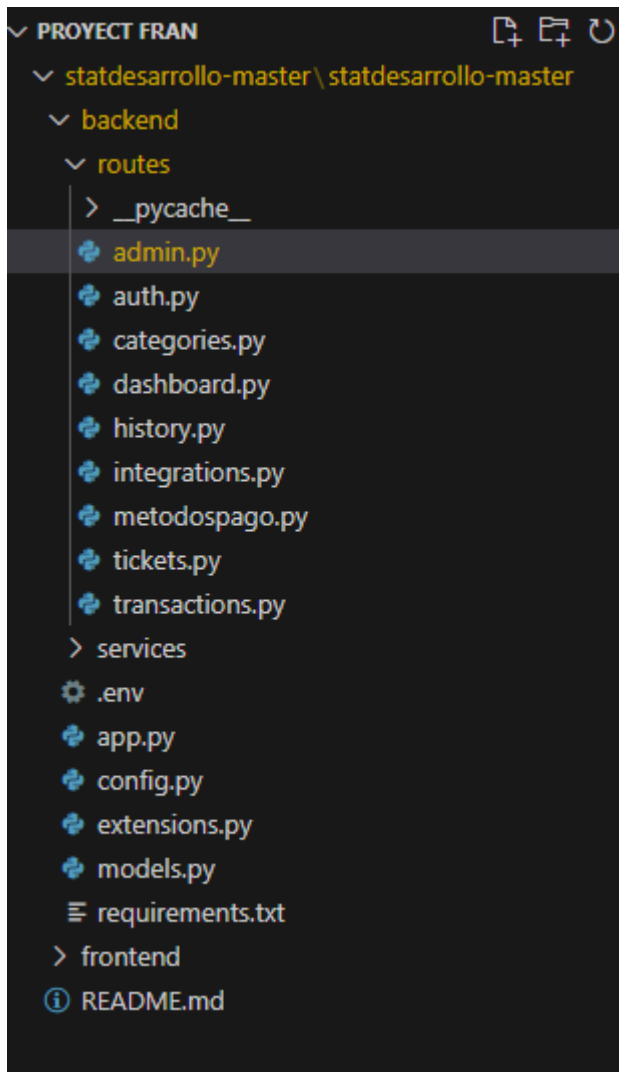 PROYECT FRAN
statdesarrollo-master\statdesarrollo-master
backend
routes
__pycache__
admin.py
auth.py
categories.py
dashboard.py
history.py
integrations.py
metodospago.py
tickets.py
transactions.py
services
.env
app.py
config.py
extensions.py
models.py
requirements.txt
frontend
README.md